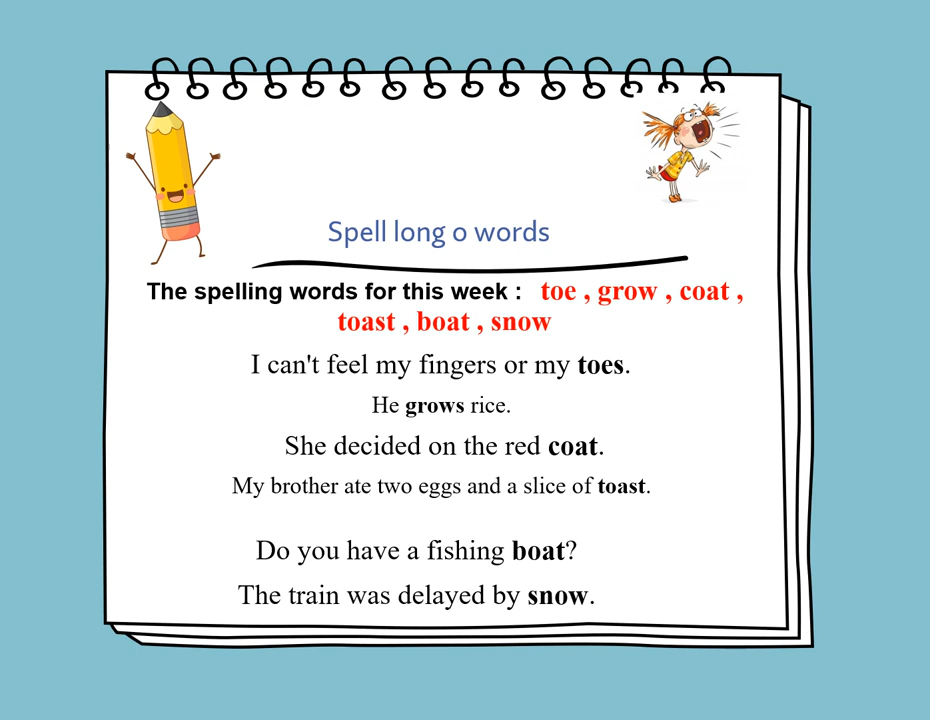 Spell long o words
The spelling words for this week :   toe , grow , coat ,
toast , boat , snow
I can't feel my fingers or my toes.
He grows rice.
She decided on the red coat.
My brother ate two eggs and a slice of toast.
Do you have a fishing boat?
The train was delayed by snow.